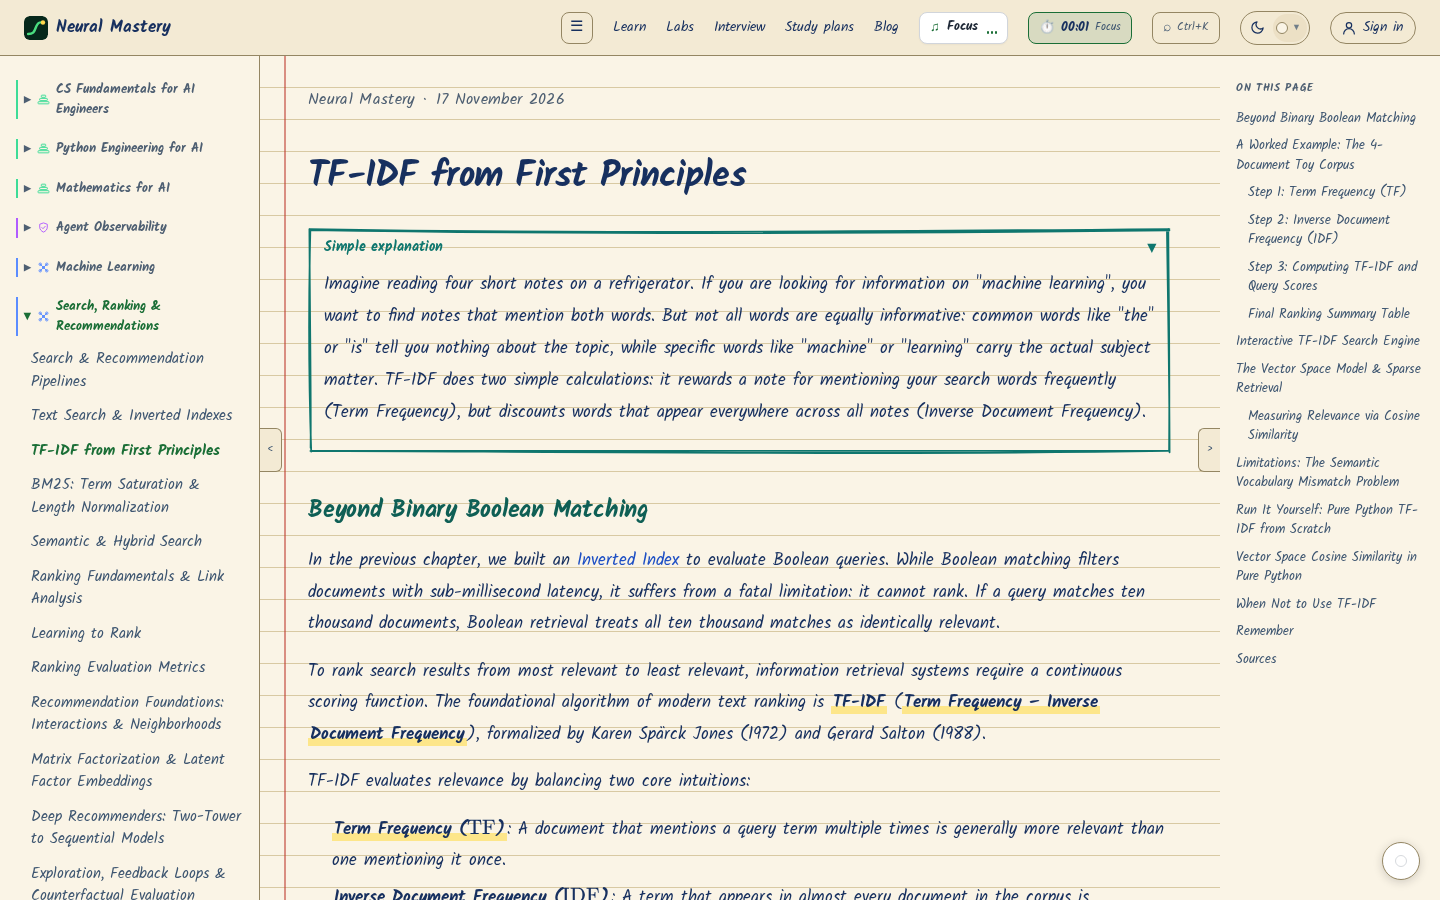 Neural Mastery
☰
Learn
Labs
Interview
Study plans
Blog
♫ Focus ...
00:01 Focus
Ctrl+K
Sign in
CS Fundamentals for AI
Engineers
Python Engineering for AI
Mathematics for AI
Agent Observability
Machine Learning
Search, Ranking &
Recommendations
Search & Recommendation
Pipelines
Text Search & Inverted Indexes
TF-IDF from First Principles
BM25: Term Saturation &
Length Normalization
Semantic & Hybrid Search
Ranking Fundamentals & Link
Analysis
Learning to Rank
Ranking Evaluation Metrics
Recommendation Foundations:
Interactions & Neighborhoods
Matrix Factorization & Latent
Factor Embeddings
Deep Recommenders: Two-Tower
to Sequential Models
Exploration, Feedback Loops &
Counterfactual Evaluation
<
Neural Mastery · 17 November 2026
TF-IDF from First Principles
Simple explanation
Imagine reading four short notes on a refrigerator. If you are looking for information on "machine learning", you
want to find notes that mention both words. But not all words are equally informative: common words like "the"
or "is" tell you nothing about the topic, while specific words like "machine" or "learning" carry the actual subject
matter. TF-IDF does two simple calculations: it rewards a note for mentioning your search words frequently
(Term Frequency), but discounts words that appear everywhere across all notes (Inverse Document Frequency).
Beyond Binary Boolean Matching
In the previous chapter, we built an Inverted Index to evaluate Boolean queries. While Boolean matching filters
documents with sub-millisecond latency, it suffers from a fatal limitation: it cannot rank. If a query matches ten
thousand documents, Boolean retrieval treats all ten thousand matches as identically relevant.
To rank search results from most relevant to least relevant, information retrieval systems require a continuous
scoring function. The foundational algorithm of modern text ranking is TF-IDF (Term Frequency – Inverse
Document Frequency), formalized by Karen Spärck Jones (1972) and Gerard Salton (1988).
TF-IDF evaluates relevance by balancing two core intuitions:
Term Frequency (TF): A document that mentions a query term multiple times is generally more relevant than
one mentioning it once.
Inverse Document Frequency (IDF): A term that appears in almost every document in the corpus is
>
ON THIS PAGE
Beyond Binary Boolean Matching
A Worked Example: The 4-
Document Toy Corpus
Step 1: Term Frequency (TF)
Step 2: Inverse Document
Frequency (IDF)
Step 3: Computing TF-IDF and
Query Scores
Final Ranking Summary Table
Interactive TF-IDF Search Engine
The Vector Space Model & Sparse
Retrieval
Measuring Relevance via Cosine
Similarity
Limitations: The Semantic
Vocabulary Mismatch Problem
Run It Yourself: Pure Python TF-
IDF from Scratch
Vector Space Cosine Similarity in
Pure Python
When Not to Use TF-IDF
Remember
Sources